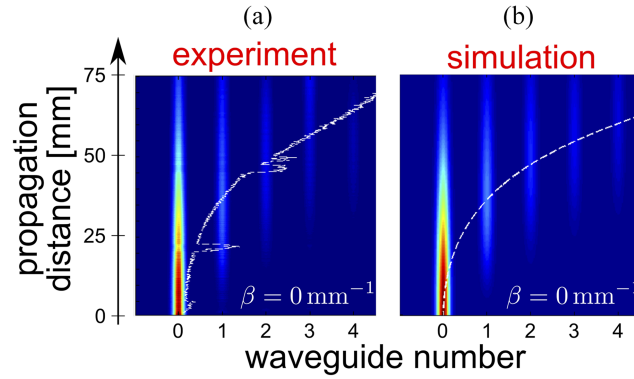 (a) (b)
experiment simulation
propagation
distance [mm]
75
50
25
0
β = 0 mm⁻¹ β = 0 mm⁻¹
0 1 2 3 4 0 1 2 3 4
waveguide number